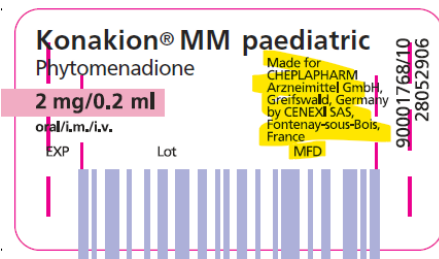 Konakion® MM paediatric
Phytomenadione
2 mg/0.2 ml
oral/i.m./i.v.
EXP
Lot
Made for
CHEPLAPHARM
Arzneimittel GmbH,
Greifswald, Germany
by CENEXI SAS,
Fontenay-sous-Bois,
France
MFD
90001768/10
28052906